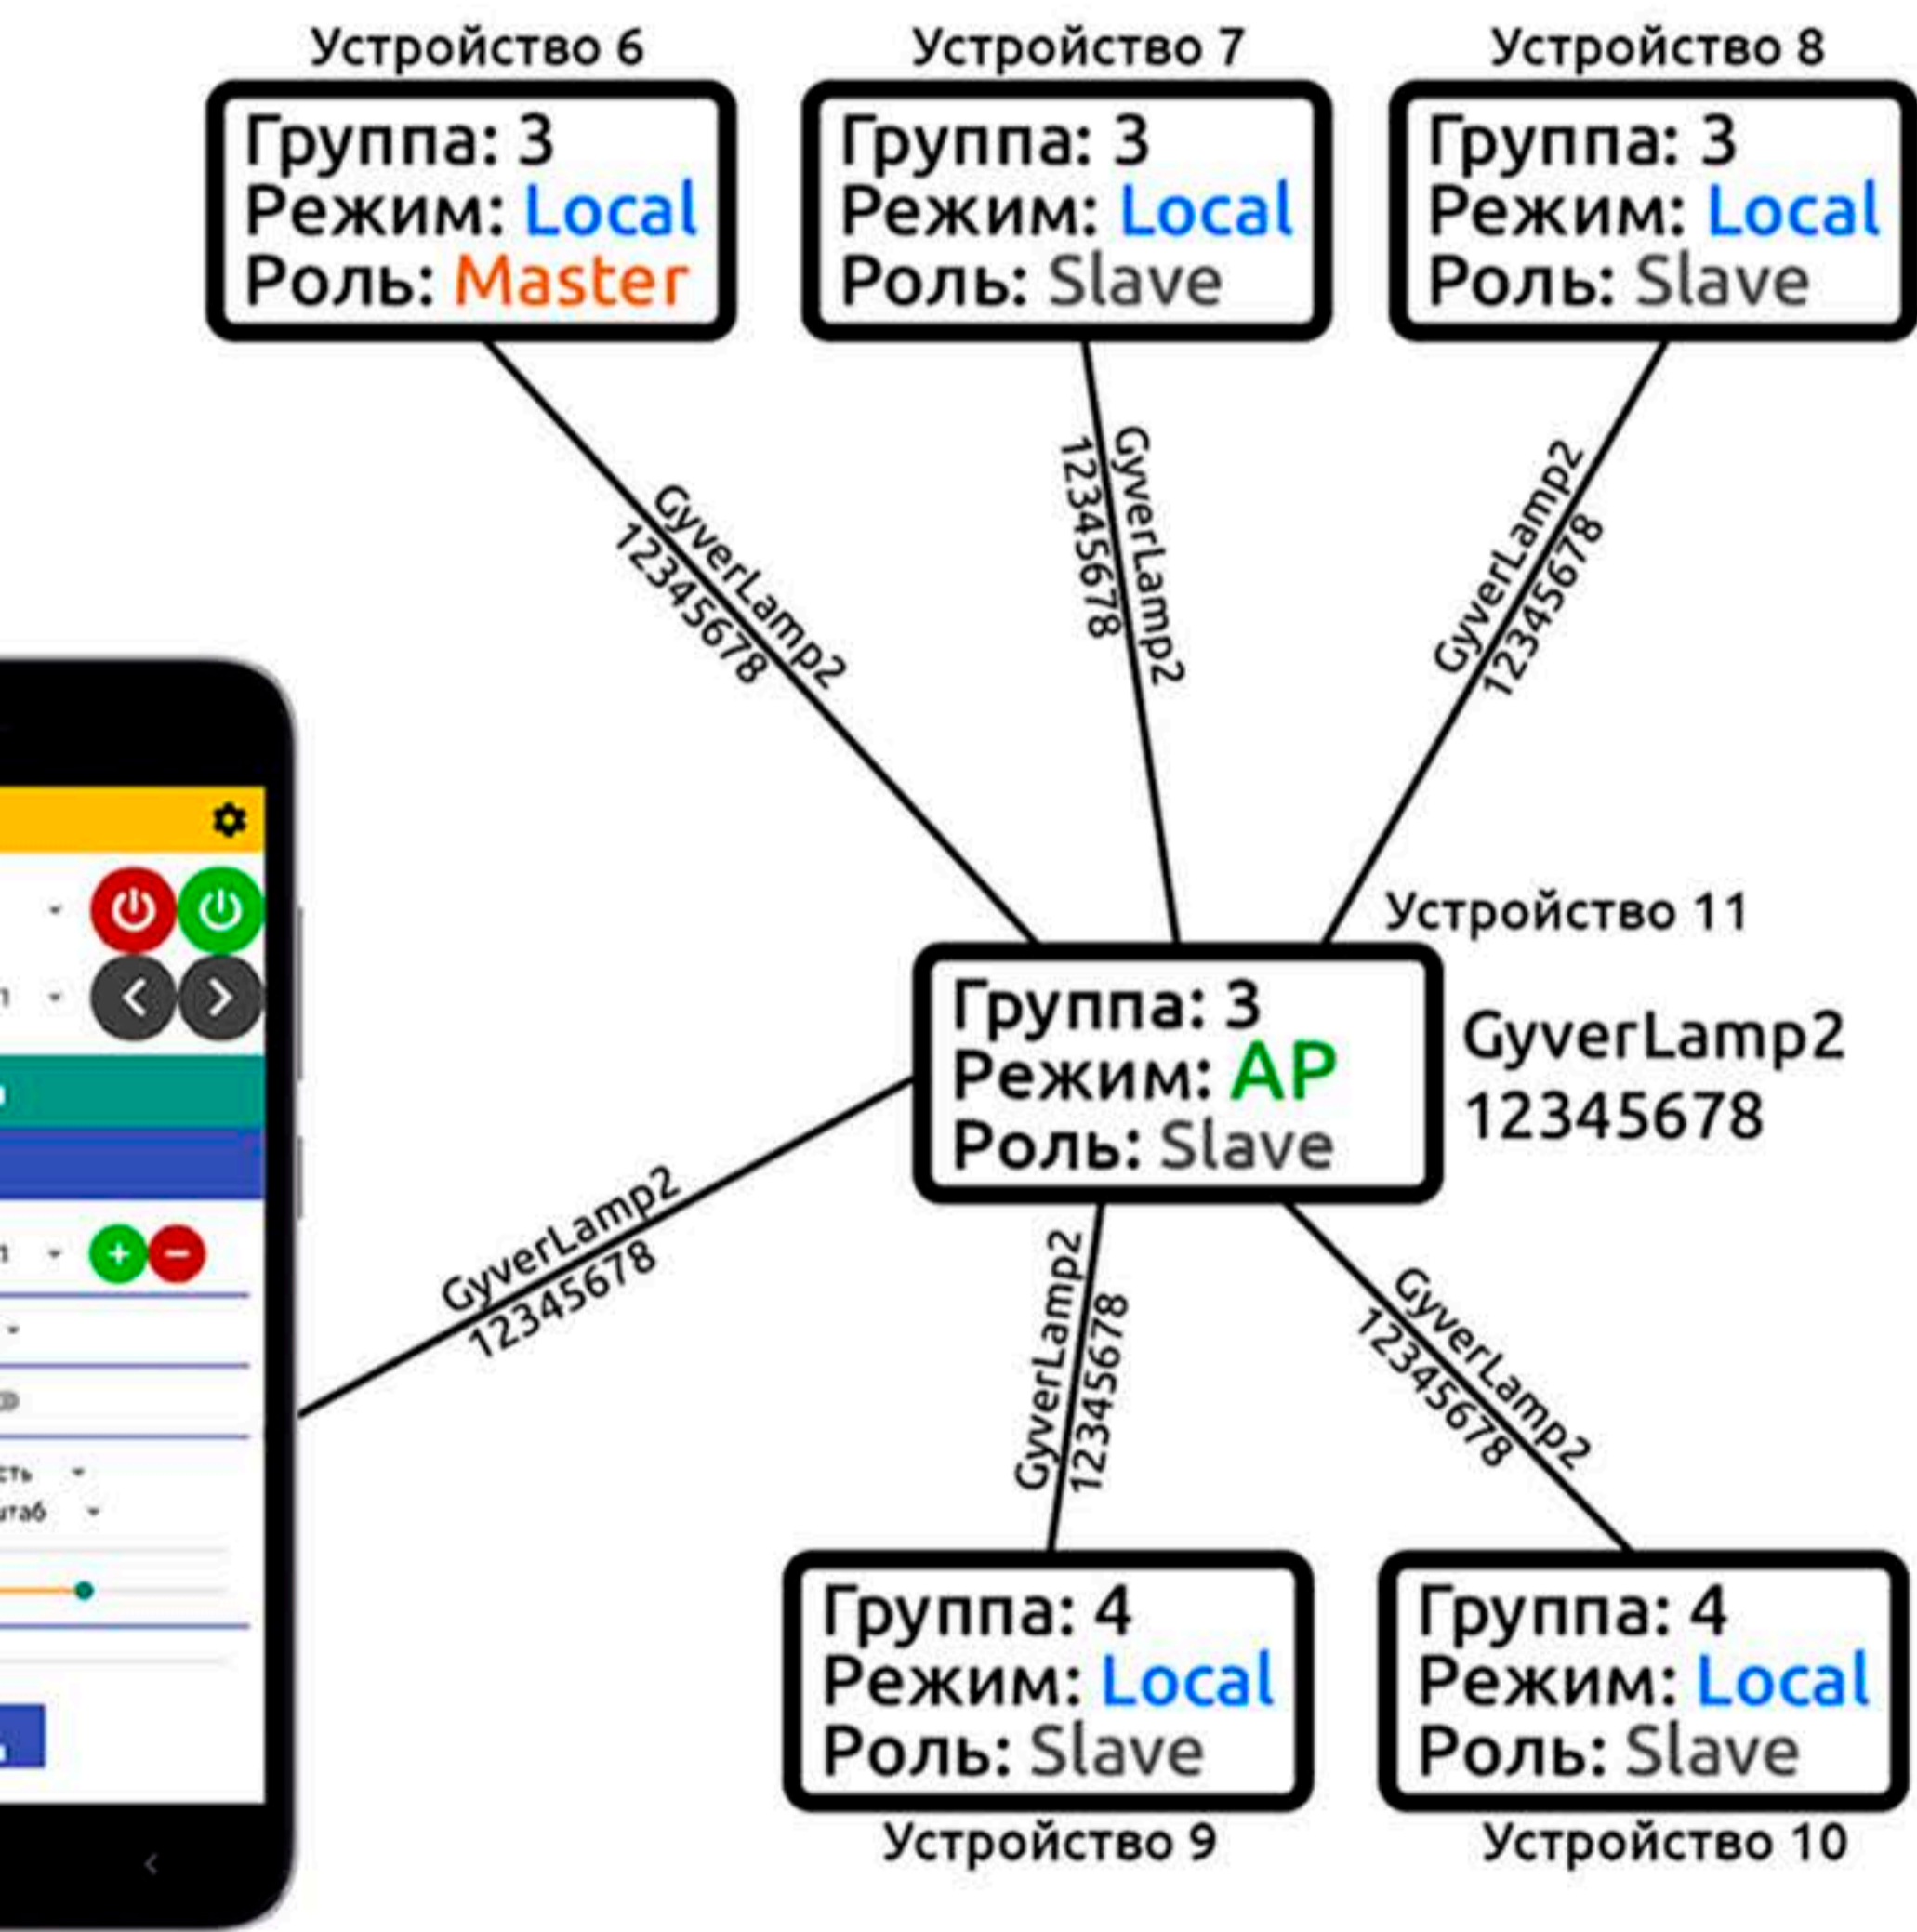 Устройство 6
Группа: 3
Режим: Local
Роль: Master
Устройство 7
Группа: 3
Режим: Local
Роль: Slave
Устройство 8
Группа: 3
Режим: Local
Роль: Slave
GyverLamp2
12345678
GyverLamp2
12345678
GyverLamp2
12345678
Устройство 11
Группа: 3
Режим: AP
Роль: Slave
GyverLamp2
12345678
GyverLamp2
12345678
GyverLamp2
12345678
GyverLamp2
12345678
Группа: 4
Режим: Local
Роль: Slave
Устройство 9
Группа: 4
Режим: Local
Роль: Slave
Устройство 10
1
1